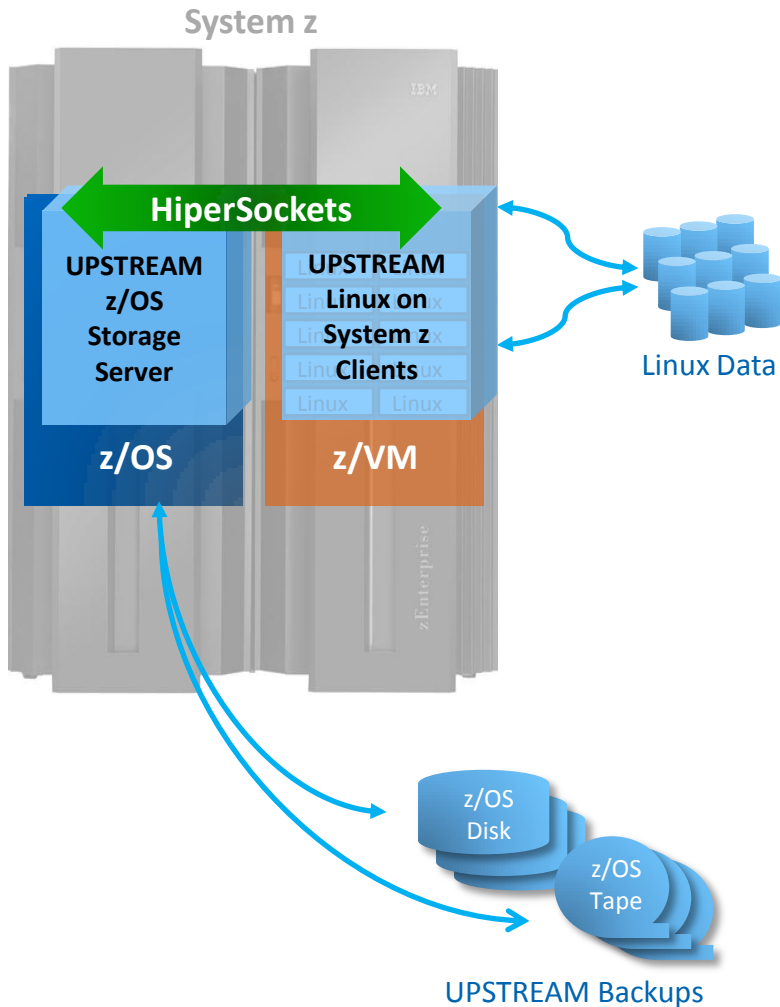 System z
IBM
HiperSockets
UPSTREAM
z/OS
Storage
Server
UPSTREAM
Linux on
System z
Clients
Linux Linux
Linux Linux
Linux Linux
Linux Linux
Linux Linux
z/OS
z/VM
Linux Data
zEnterprise
z/OS
Disk
z/OS
Tape
UPSTREAM Backups